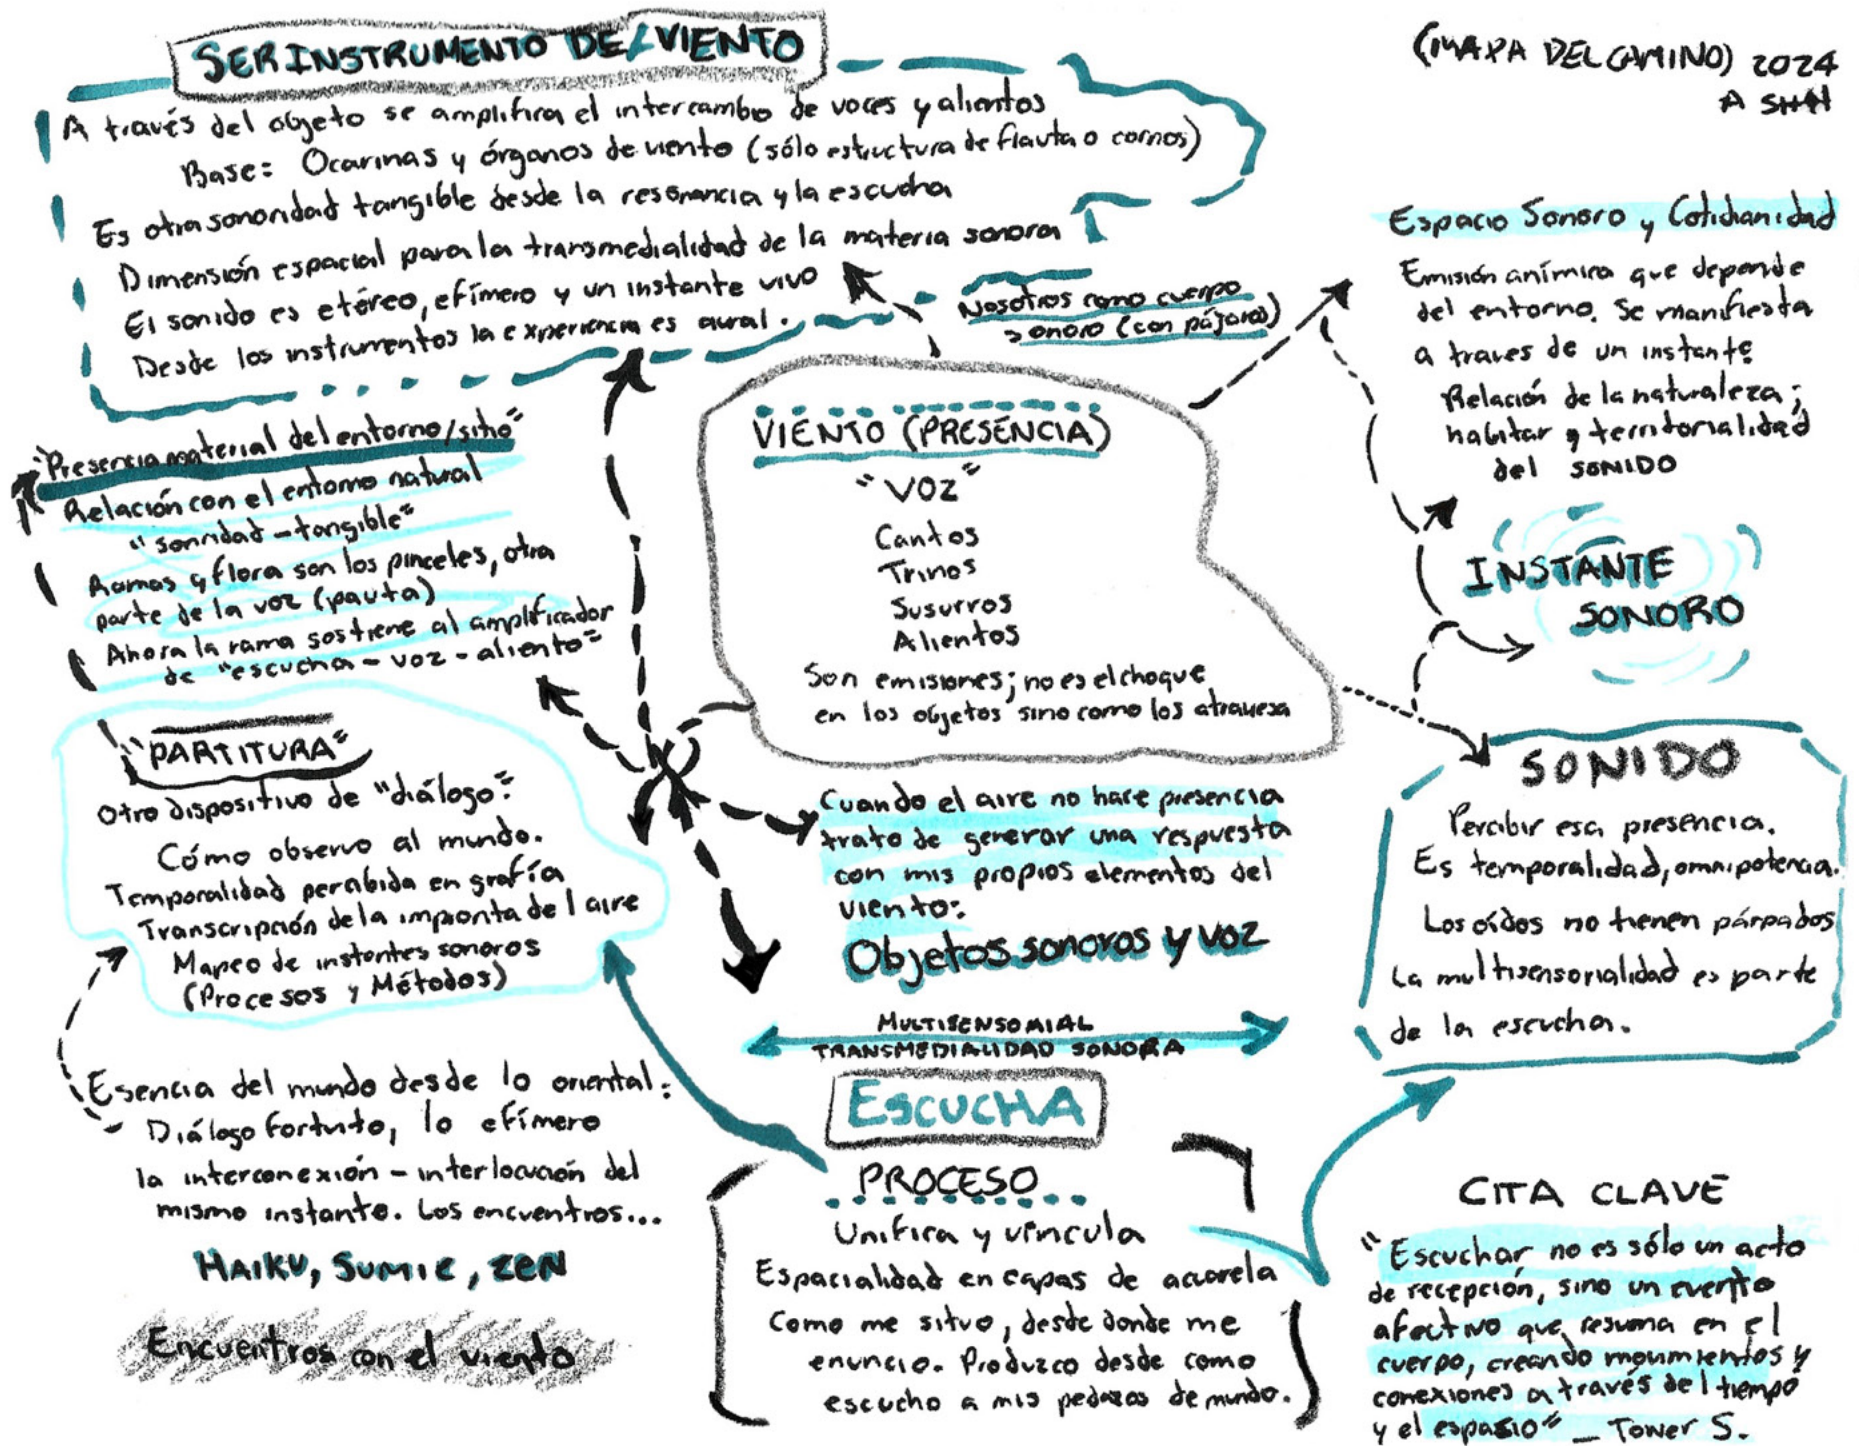 SER INSTRUMENTO DE/VIENTO
A través del objeto se amplifica el intercambio de voces y alientos
Base: Ocarinas y órganos de viento (sólo estructura de flauta o cornos)
Es otra sonoridad tangible desde la resonancia y la escucha
Dimensión espacial para la transmedialidad de la materia sonora
El sonido es etéreo, efímero y un instante vivo
Desde los instrumentos la experiencia es aural.
(MAPA DEL CAMINO) 2024
Nosotros como cuerpo
sonoro (con pájaros)
Espacio Sonoro y Cotidianidad
Emisión anímica que depende
del entorno. Se manifiesta
a traves de un instante
Relación de la naturaleza;
habitar y territorialidad
del SONIDO
"Presencia material del entorno/sitio"
Relación con el entorno natural
"sonridad-tangible"
Ramas y flora son los pinceles, otra
parte de la voz (pauta)
Ahora la rama sostiene al amplificador
de "escucha-voz-aliento"
VIENTO (PRESENCIA)
"VOZ"
Cantos
Trinos
Susurros
Alientos
Son emisiones; no es el choque
en los objetos sino como los atraviesa
INSTANTE
SONORO
"PARTITURA"
Otro dispositivo de "diálogo":
Cómo observo al mundo.
Temporalidad percibida en grafía
Transcripción de la impronta del aire
Mapeo de instantes sonoros
(Procesos y Métodos)
Cuando el aire no hace presencia
trato de generar una respuesta
con mis propios elementos del
viento:
Objetos sonoros y voz
SONIDO
Percibir esa presencia.
Es temporalidad, omnipotencia.
Los oídos no tienen párpados
La multisensorialidad es parte
de la escucha.
MULTISENSORIAL
TRANSMEDIALIDAD SONORA
Esencia del mundo desde lo oriental:
Diálogo fortuito, lo efímero
la interconexión - interlocución del
mismo instante. Los encuentros...
HAIKU, SUMIE, ZEN
Encuentros con el viento
ESCUCHA
PROCESO
Unifica y vincula
Espacialidad en capas de acuarela
Como me sitúo, desde donde me
enuncio. Produzco desde como
escucho a mis pedazos de mundo.
CITA CLAVE
"Escuchar no es sólo un acto
de recepción, sino un evento
afectivo que resuena en el
cuerpo, creando movimientos y
conexiones a través del tiempo
y el espasio" _ Tower S.